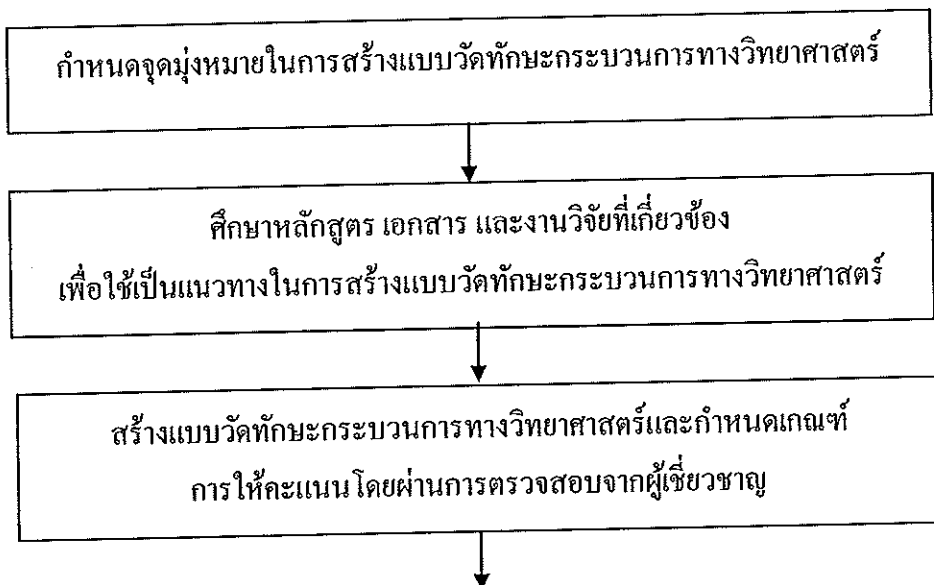 กำหนดจุดมุ่งหมายในการสร้างแบบวัดทักษะกระบวนการทางวิทยาศาสตร์
ศึกษาหลักสูตร เอกสาร และงานวิจัยที่เกี่ยวข้อง
เพื่อใช้เป็นแนวทางในการสร้างแบบวัดทักษะกระบวนการทางวิทยาศาสตร์
สร้างแบบวัดทักษะกระบวนการทางวิทยาศาสตร์และกำหนดเกณฑ์
การให้คะแนนโดยผ่านการตรวจสอบจากผู้เชี่ยวชาญ